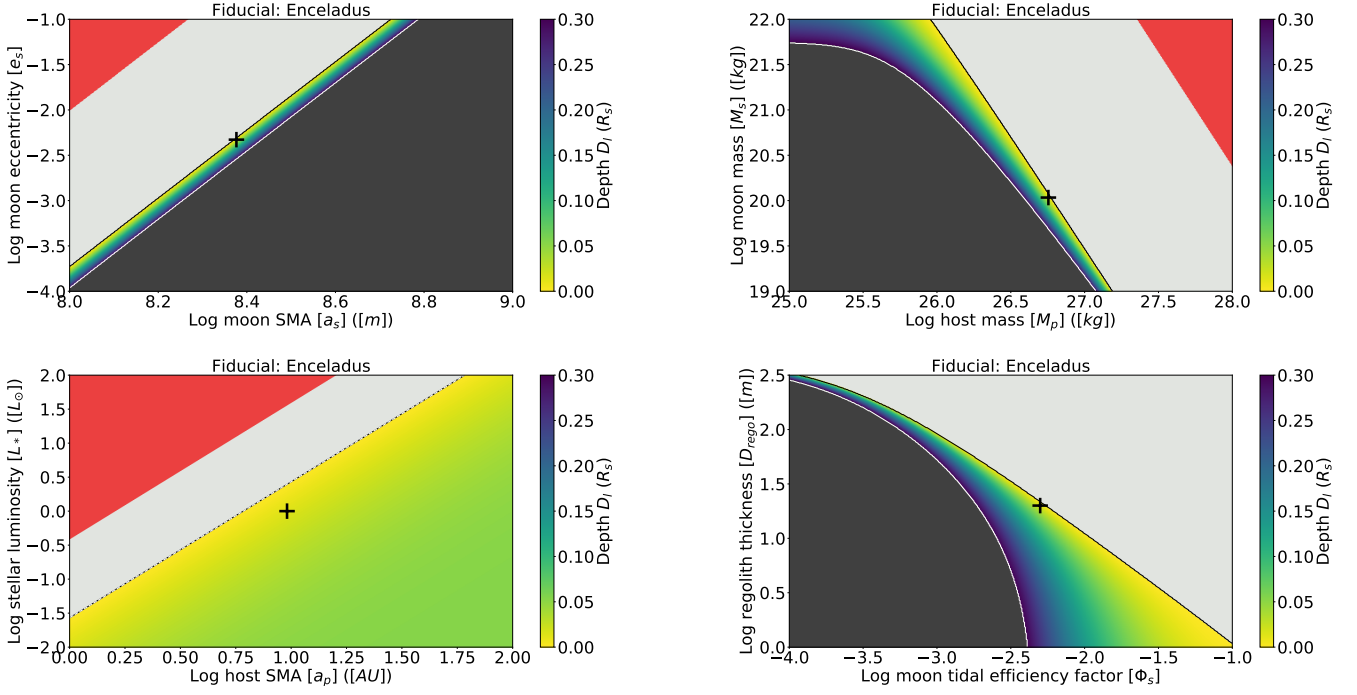 Fiducial: Enceladus
Log moon eccentricity [e_s]
−1.0
−1.5
−2.0
−2.5
−3.0
−3.5
−4.0
8.0 8.2 8.4 8.6 8.8 9.0
Log moon SMA [a_s] ([m])
0.30
0.25
0.20
0.15
0.10
0.05
0.00
Depth D_l (R_s)
Fiducial: Enceladus
Log moon mass [M_s] ([kg])
22.0
21.5
21.0
20.5
20.0
19.5
19.0
25.0 25.5 26.0 26.5 27.0 27.5 28.0
Log host mass [M_p] ([kg])
0.30
0.25
0.20
0.15
0.10
0.05
0.00
Depth D_l (R_s)
Fiducial: Enceladus
Log stellar luminosity [L_*] ([L_⊙])
2.0
1.5
1.0
0.5
0.0
−0.5
−1.0
−1.5
−2.0
0.00 0.25 0.50 0.75 1.00 1.25 1.50 1.75 2.00
Log host SMA [a_p] ([AU])
0.30
0.25
0.20
0.15
0.10
0.05
0.00
Depth D_l (R_s)
Fiducial: Enceladus
Log regolith thickness [D_rego] ([m])
2.5
2.0
1.5
1.0
0.5
0.0
−4.0 −3.5 −3.0 −2.5 −2.0 −1.5 −1.0
Log moon tidal efficiency factor [Φ_s]
0.30
0.25
0.20
0.15
0.10
0.05
0.00
Depth D_l (R_s)